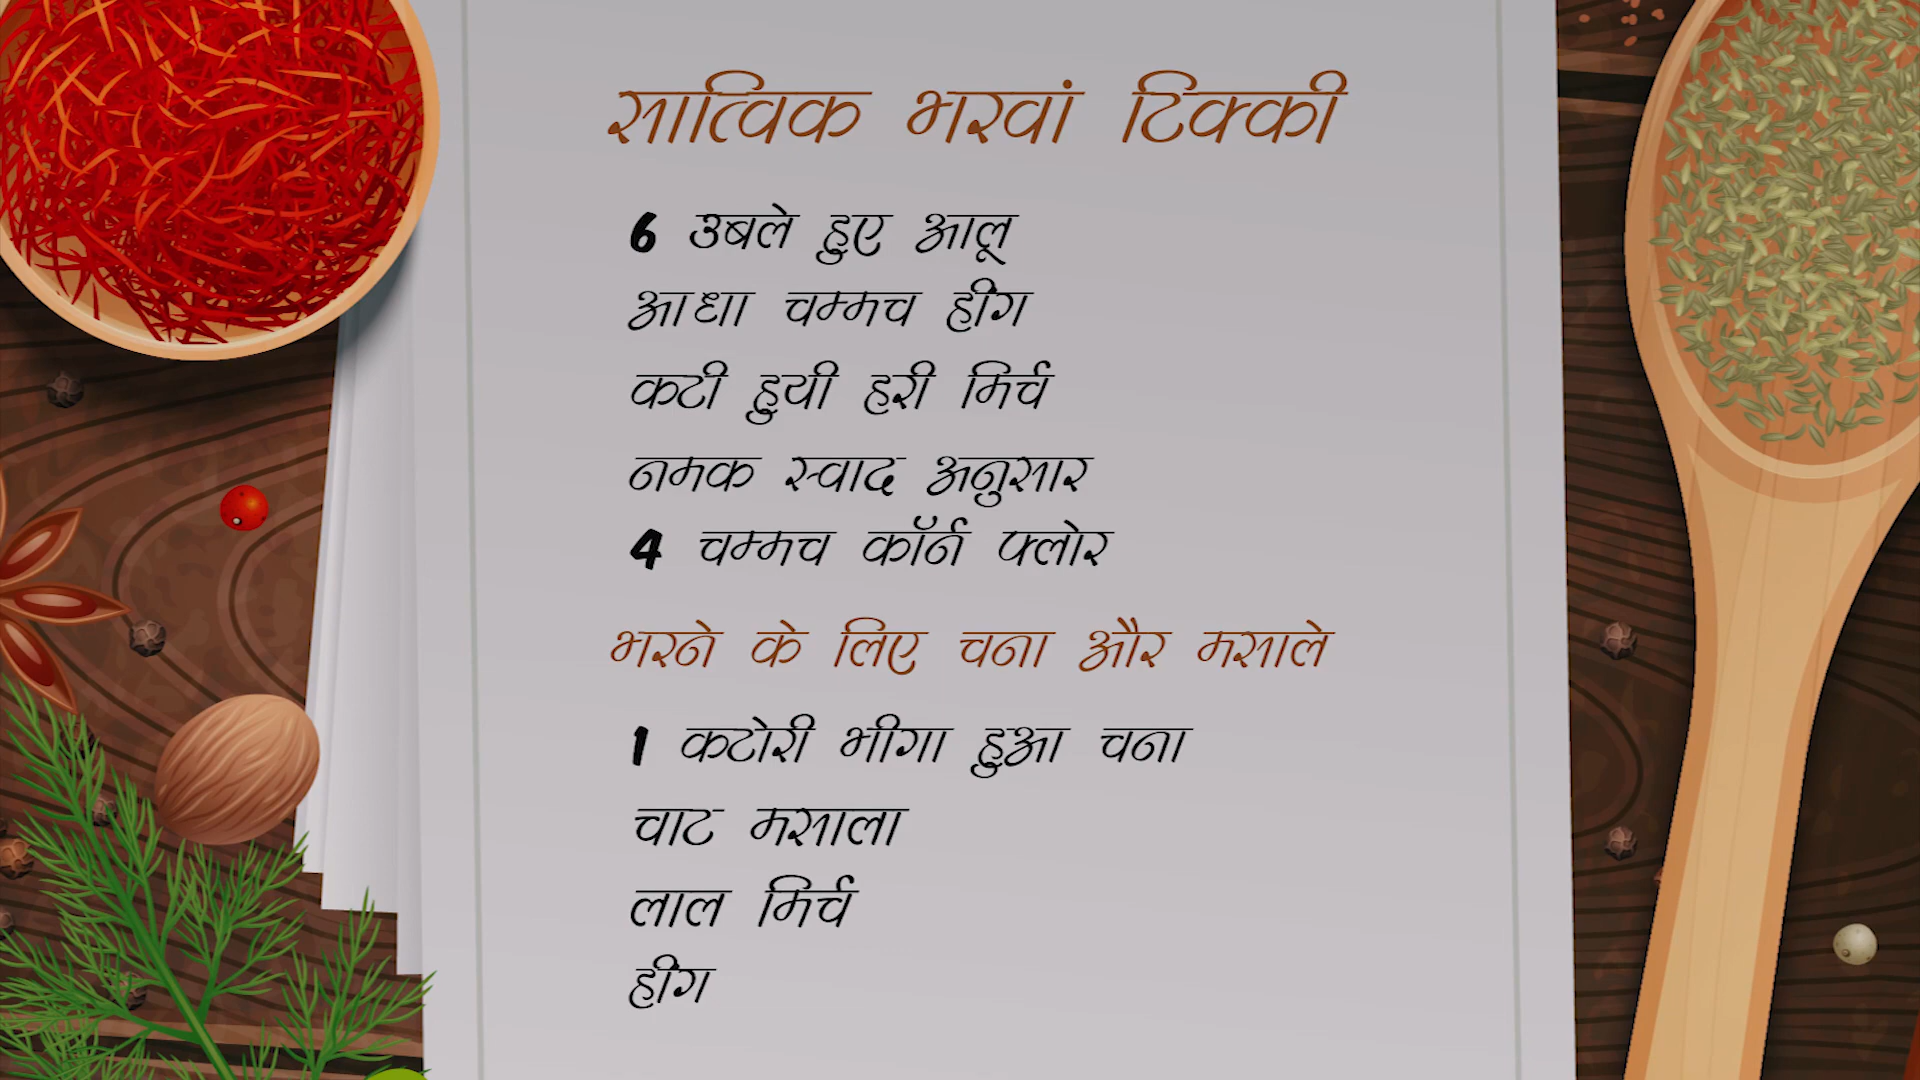 सात्विक भरवां टिक्की
6 उबले हुए आलू
आधा चम्मच हींग
कटी हुयी हरी मिर्च
नमक स्वाद अनुसार
4 चम्मच कॉर्न फ्लोर
भरने के लिए चना और मसाले
1 कटोरी भीगा हुआ चना
चाट मसाला
लाल मिर्च
हींग